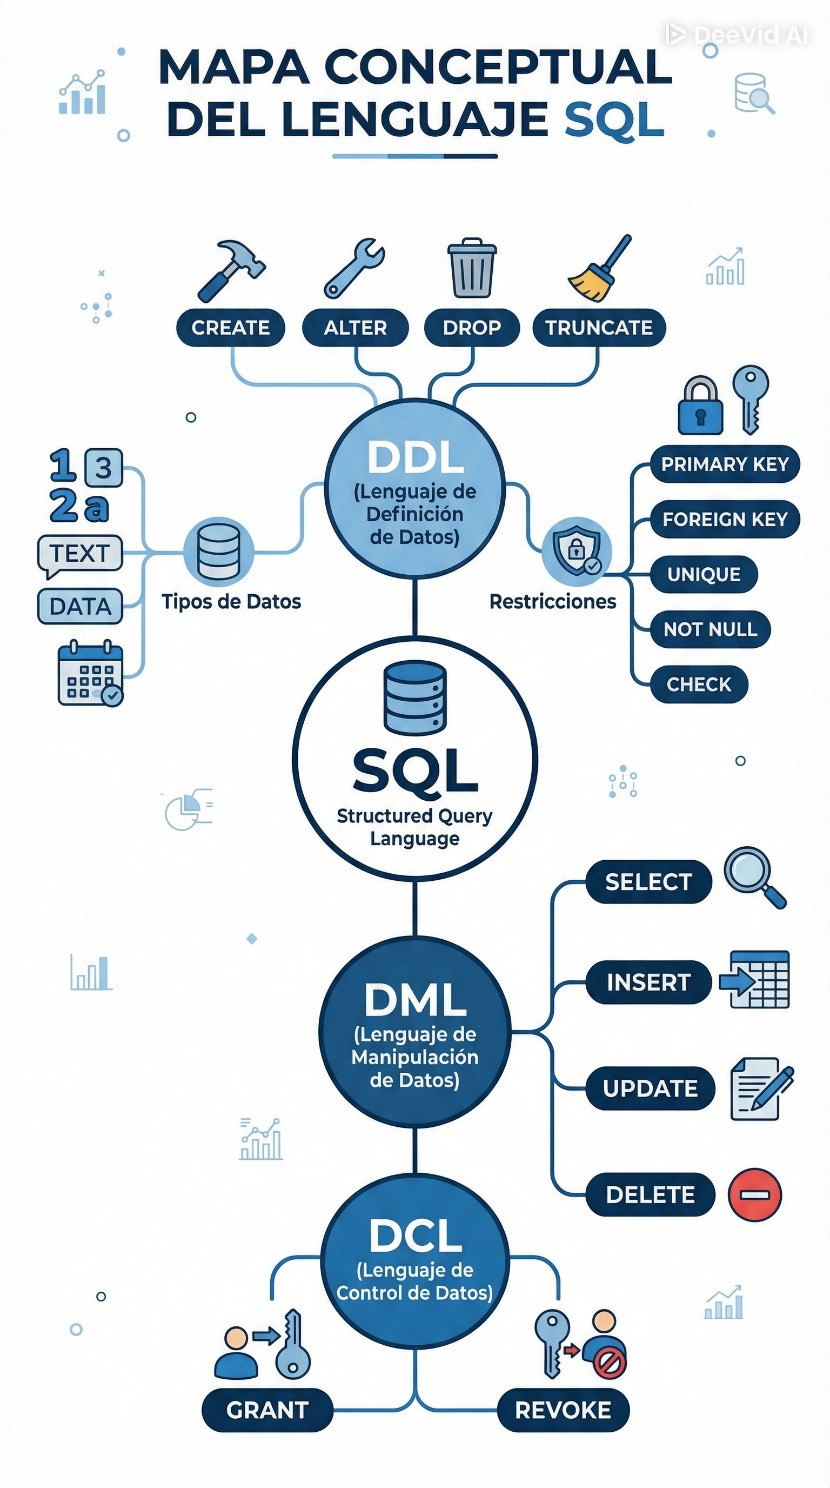 DeeVid AI
MAPA CONCEPTUAL
DEL LENGUAJE SQL
CREATE
ALTER
DROP
TRUNCATE
DDL
(Lenguaje de
Definición
de Datos)
1 3
2 a
TEXT
DATA
Tipos de Datos
Restricciones
PRIMARY KEY
FOREIGN KEY
UNIQUE
NOT NULL
CHECK
SQL
Structured Query
Language
DML
(Lenguaje de
Manipulación
de Datos)
SELECT
INSERT
UPDATE
DELETE
DCL
(Lenguaje de
Control de Datos)
GRANT
REVOKE